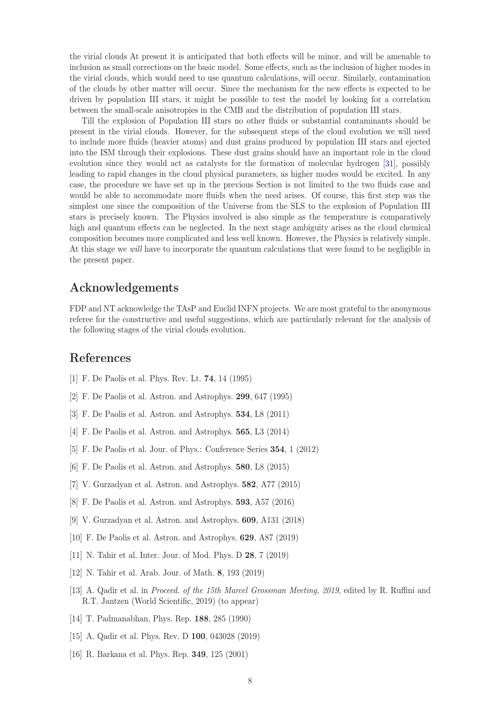 the virial clouds At present it is anticipated that both effects will be minor, and will be amenable to
inclusion as small corrections on the basic model. Some effects, such as the inclusion of higher modes in
the virial clouds, which would need to use quantum calculations, will occur. Similarly, contamination
of the clouds by other matter will occur. Since the mechanism for the new effects is expected to be
driven by population III stars, it might be possible to test the model by looking for a correlation
between the small-scale anisotropies in the CMB and the distribution of population III stars.
Till the explosion of Population III stars no other fluids or substantial contaminants should be
present in the virial clouds. However, for the subsequent steps of the cloud evolution we will need
to include more fluids (heavier atoms) and dust grains produced by population III stars and ejected
into the ISM through their explosions. These dust grains should have an important role in the cloud
evolution since they would act as catalysts for the formation of molecular hydrogen [31], possibly
leading to rapid changes in the cloud physical parameters, as higher modes would be excited. In any
case, the procedure we have set up in the previous Section is not limited to the two fluids case and
would be able to accommodate more fluids when the need arises. Of course, this first step was the
simplest one since the composition of the Universe from the SLS to the explosion of Population III
stars is precisely known. The Physics involved is also simple as the temperature is comparatively
high and quantum effects can be neglected. In the next stage ambiguity arises as the cloud chemical
composition becomes more complicated and less well known. However, the Physics is relatively simple.
At this stage we will have to incorporate the quantum calculations that were found to be negligible in
the present paper.
Acknowledgements
FDP and NT acknowledge the TAsP and Euclid INFN projects. We are most grateful to the anonymous
referee for the constructive and useful suggestions, which are particularly relevant for the analysis of
the following stages of the virial clouds evolution.
References
[1] F. De Paolis et al. Phys. Rev. Lt. 74, 14 (1995)
[2] F. De Paolis et al. Astron. and Astrophys. 299, 647 (1995)
[3] F. De Paolis et al. Astron. and Astrophys. 534, L8 (2011)
[4] F. De Paolis et al. Astron. and Astrophys. 565, L3 (2014)
[5] F. De Paolis et al. Jour. of Phys.: Conference Series 354, 1 (2012)
[6] F. De Paolis et al. Astron. and Astrophys. 580, L8 (2015)
[7] V. Gurzadyan et al. Astron. and Astrophys. 582, A77 (2015)
[8] F. De Paolis et al. Astron. and Astrophys. 593, A57 (2016)
[9] V. Gurzadyan et al. Astron. and Astrophys. 609, A131 (2018)
[10] F. De Paolis et al. Astron. and Astrophys. 629, A87 (2019)
[11] N. Tahir et al. Inter. Jour. of Mod. Phys. D 28, 7 (2019)
[12] N. Tahir et al. Arab. Jour. of Math. 8, 193 (2019)
[13] A. Qadir et al. in Proceed. of the 15th Marcel Grossman Meeting, 2019, edited by R. Ruffini and
R.T. Jantzen (World Scientific, 2019) (to appear)
[14] T. Padmanabhan, Phys. Rep. 188, 285 (1990)
[15] A. Qadir et al. Phys. Rev. D 100, 043028 (2019)
[16] R. Barkana et al. Phys. Rep. 349, 125 (2001)
8